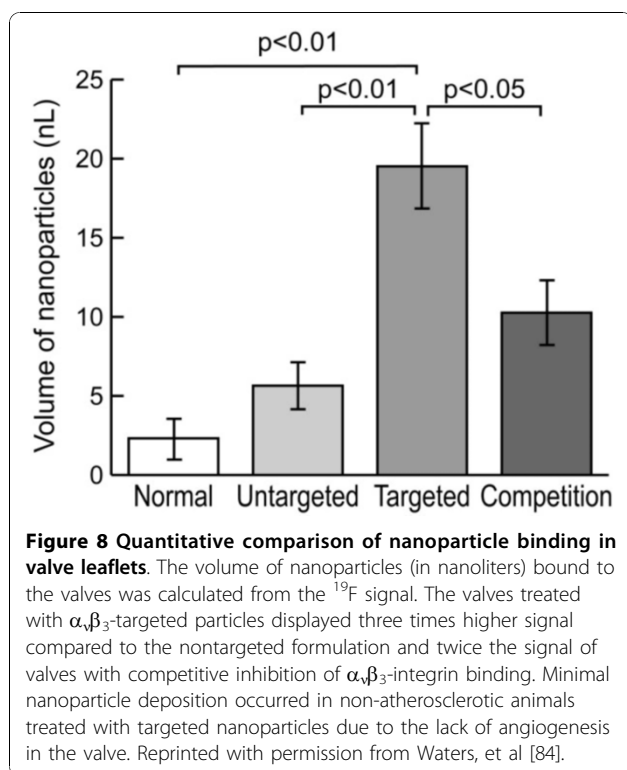 p<0.01
p<0.01
p<0.05
Volume of nanoparticles (nL)
25
20
15
10
5
0
Normal Untargeted Targeted Competition
Figure 8 Quantitative comparison of nanoparticle binding in
valve leaflets. The volume of nanoparticles (in nanoliters) bound to
the valves was calculated from the ¹⁹F signal. The valves treated
with αᵥβ₃-targeted particles displayed three times higher signal
compared to the nontargeted formulation and twice the signal of
valves with competitive inhibition of αᵥβ₃-integrin binding. Minimal
nanoparticle deposition occurred in non-atherosclerotic animals
treated with targeted nanoparticles due to the lack of angiogenesis
in the valve. Reprinted with permission from Waters, et al [84].